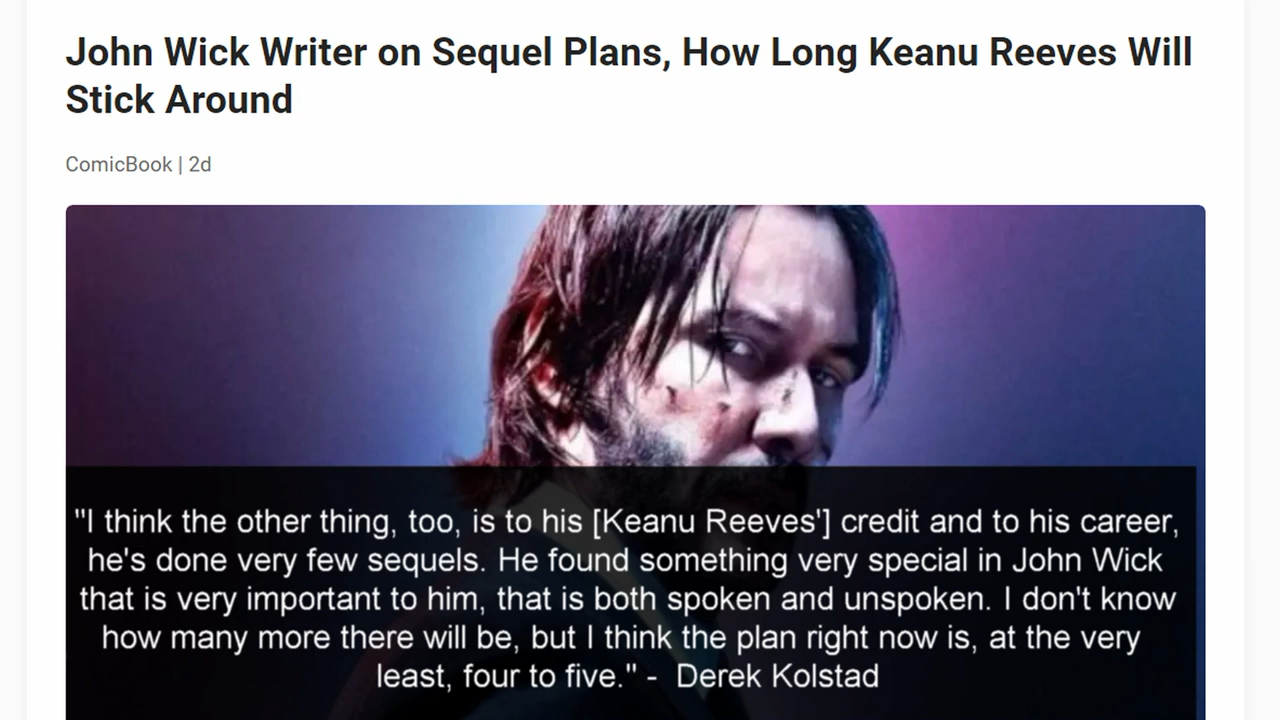 John Wick Writer on Sequel Plans, How Long Keanu Reeves Will
Stick Around
ComicBook | 2d
"I think the other thing, too, is to his [Keanu Reeves'] credit and to his career,
he's done very few sequels. He found something very special in John Wick
that is very important to him, that is both spoken and unspoken. I don't know
how many more there will be, but I think the plan right now is, at the very
least, four to five." - Derek Kolstad